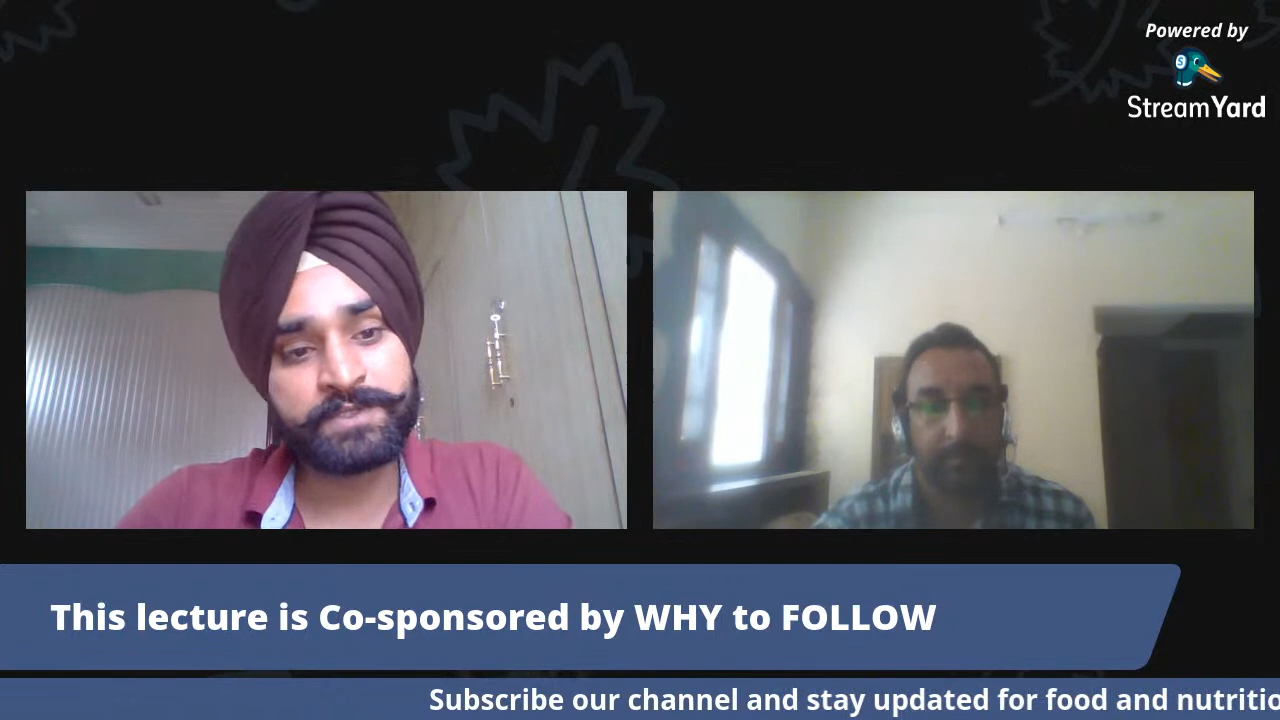 Powered by
StreamYard
This lecture is Co-sponsored by WHY to FOLLOW
Subscribe our channel and stay updated for food and